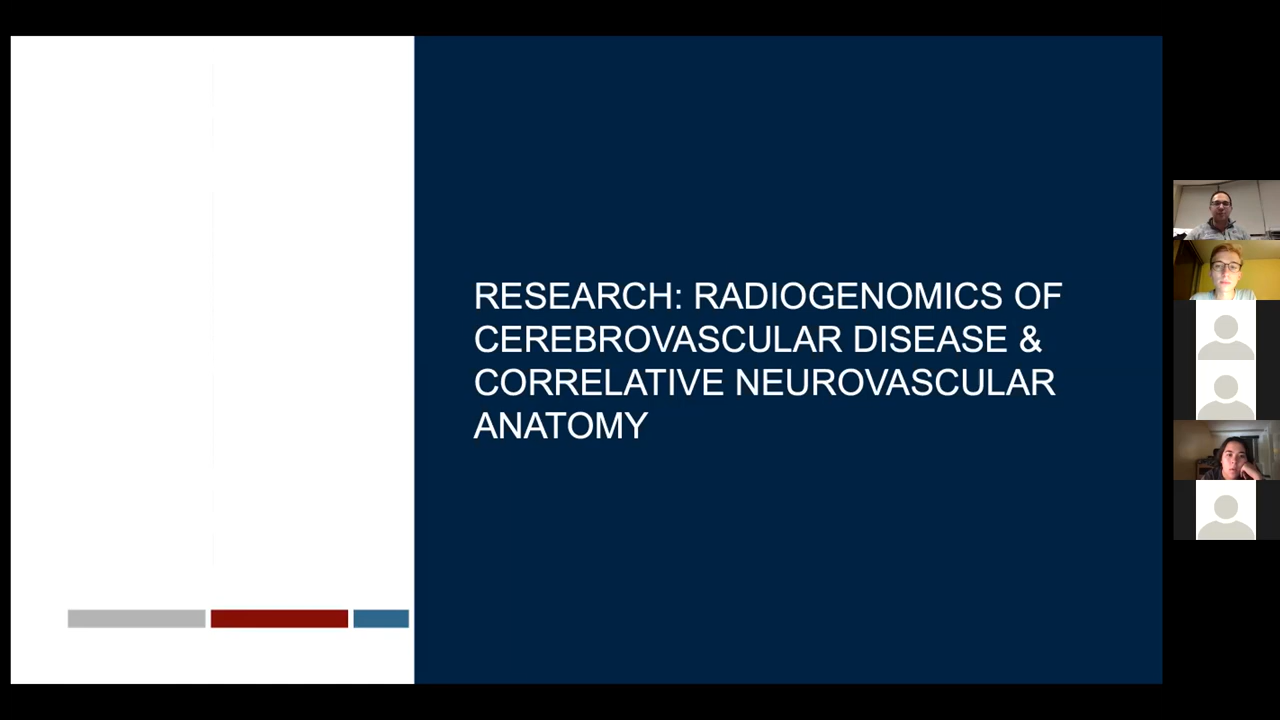 RESEARCH: RADIOGENOMICS OF
CEREBROVASCULAR DISEASE &
CORRELATIVE NEUROVASCULAR
ANATOMY